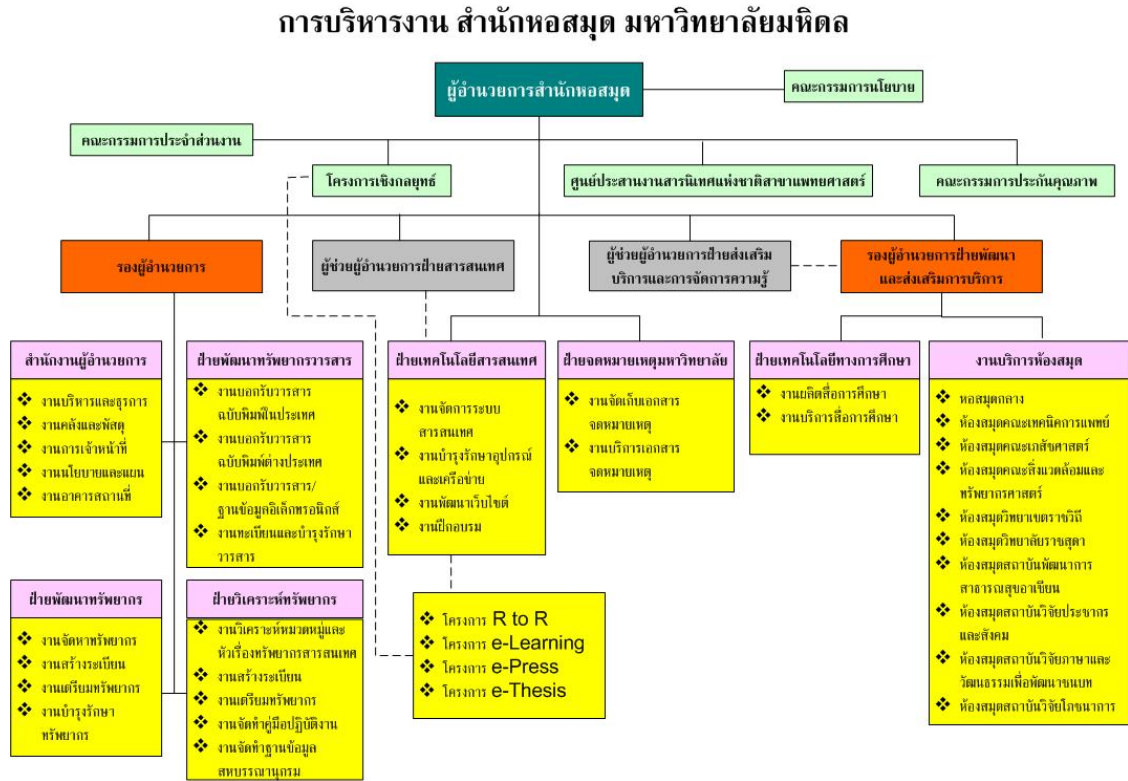 การบริหารงาน สำนักหอสมุด มหาวิทยาลัยมหิดล
ผู้อำนวยการสำนักหอสมุด
คณะกรรมการนโยบาย
คณะกรรมการประจำส่วนงาน
โครงการเชิงกลยุทธ์
ศูนย์ประสานงานสารนิเทศแห่งชาติสาขาแพทยศาสตร์
คณะกรรมการประกันคุณภาพ
รองผู้อำนวยการ
ผู้ช่วยผู้อำนวยการฝ่ายสารสนเทศ
ผู้ช่วยผู้อำนวยการฝ่ายส่งเสริม
บริการและการจัดการความรู้
รองผู้อำนวยการฝ่ายพัฒนา
และส่งเสริมการบริการ
สำนักงานผู้อำนวยการ
❖ งานบริหารและธุรการ
❖ งานคลังและพัสดุ
❖ งานการเจ้าหน้าที่
❖ งานนโยบายและแผน
❖ งานอาคารสถานที่
ฝ่ายพัฒนาทรัพยากรวารสาร
❖ งานบอกรับวารสาร
ฉบับพิมพ์ในประเทศ
❖ งานบอกรับวารสาร
ฉบับพิมพ์ต่างประเทศ
❖ งานบอกรับวารสาร/
ฐานข้อมูลอิเล็กทรอนิกส์
❖ งานทะเบียนและบำรุงรักษา
วารสาร
ฝ่ายเทคโนโลยีสารสนเทศ
❖ งานจัดการระบบ
สารสนเทศ
❖ งานบำรุงรักษาอุปกรณ์
และเครือข่าย
❖ งานพัฒนาเว็บไซต์
❖ งานฝึกอบรม
ฝ่ายจดหมายเหตุมหาวิทยาลัย
❖ งานจัดเก็บเอกสาร
จดหมายเหตุ
❖ งานบริการเอกสาร
จดหมายเหตุ
ฝ่ายเทคโนโลยีทางการศึกษา
❖ งานผลิตสื่อการศึกษา
❖ งานบริการสื่อการศึกษา
งานบริการห้องสมุด
❖ หอสมุดกลาง
❖ ห้องสมุดคณะเทคนิคการแพทย์
❖ ห้องสมุดคณะเภสัชศาสตร์
❖ ห้องสมุดคณะสิ่งแวดล้อมและ
ทรัพยากรศาสตร์
❖ ห้องสมุดวิทยาเขตราชวิถี
❖ ห้องสมุดวิทยาลัยราชสุดา
❖ ห้องสมุดสถาบันพัฒนาการ
สาธารณสุขอาเซียน
❖ ห้องสมุดสถาบันวิจัยประชากร
และสังคม
❖ ห้องสมุดสถาบันวิจัยภาษาและ
วัฒนธรรมเพื่อพัฒนาชนบท
❖ ห้องสมุดสถาบันวิจัยโภชนาการ
ฝ่ายพัฒนาทรัพยากร
❖ งานจัดหาทรัพยากร
❖ งานสร้างระเบียน
❖ งานเตรียมทรัพยากร
❖ งานบำรุงรักษา
ทรัพยากร
ฝ่ายวิเคราะห์ทรัพยากร
❖ งานวิเคราะห์หมวดหมู่และ
หัวเรื่องทรัพยากรสารสนเทศ
❖ งานสร้างระเบียน
❖ งานเตรียมทรัพยากร
❖ งานจัดทำคู่มือปฏิบัติงาน
❖ งานจัดทำฐานข้อมูล
สหบรรณานุกรม
❖ โครงการ R to R
❖ โครงการ e-Learning
❖ โครงการ e-Press
❖ โครงการ e-Thesis